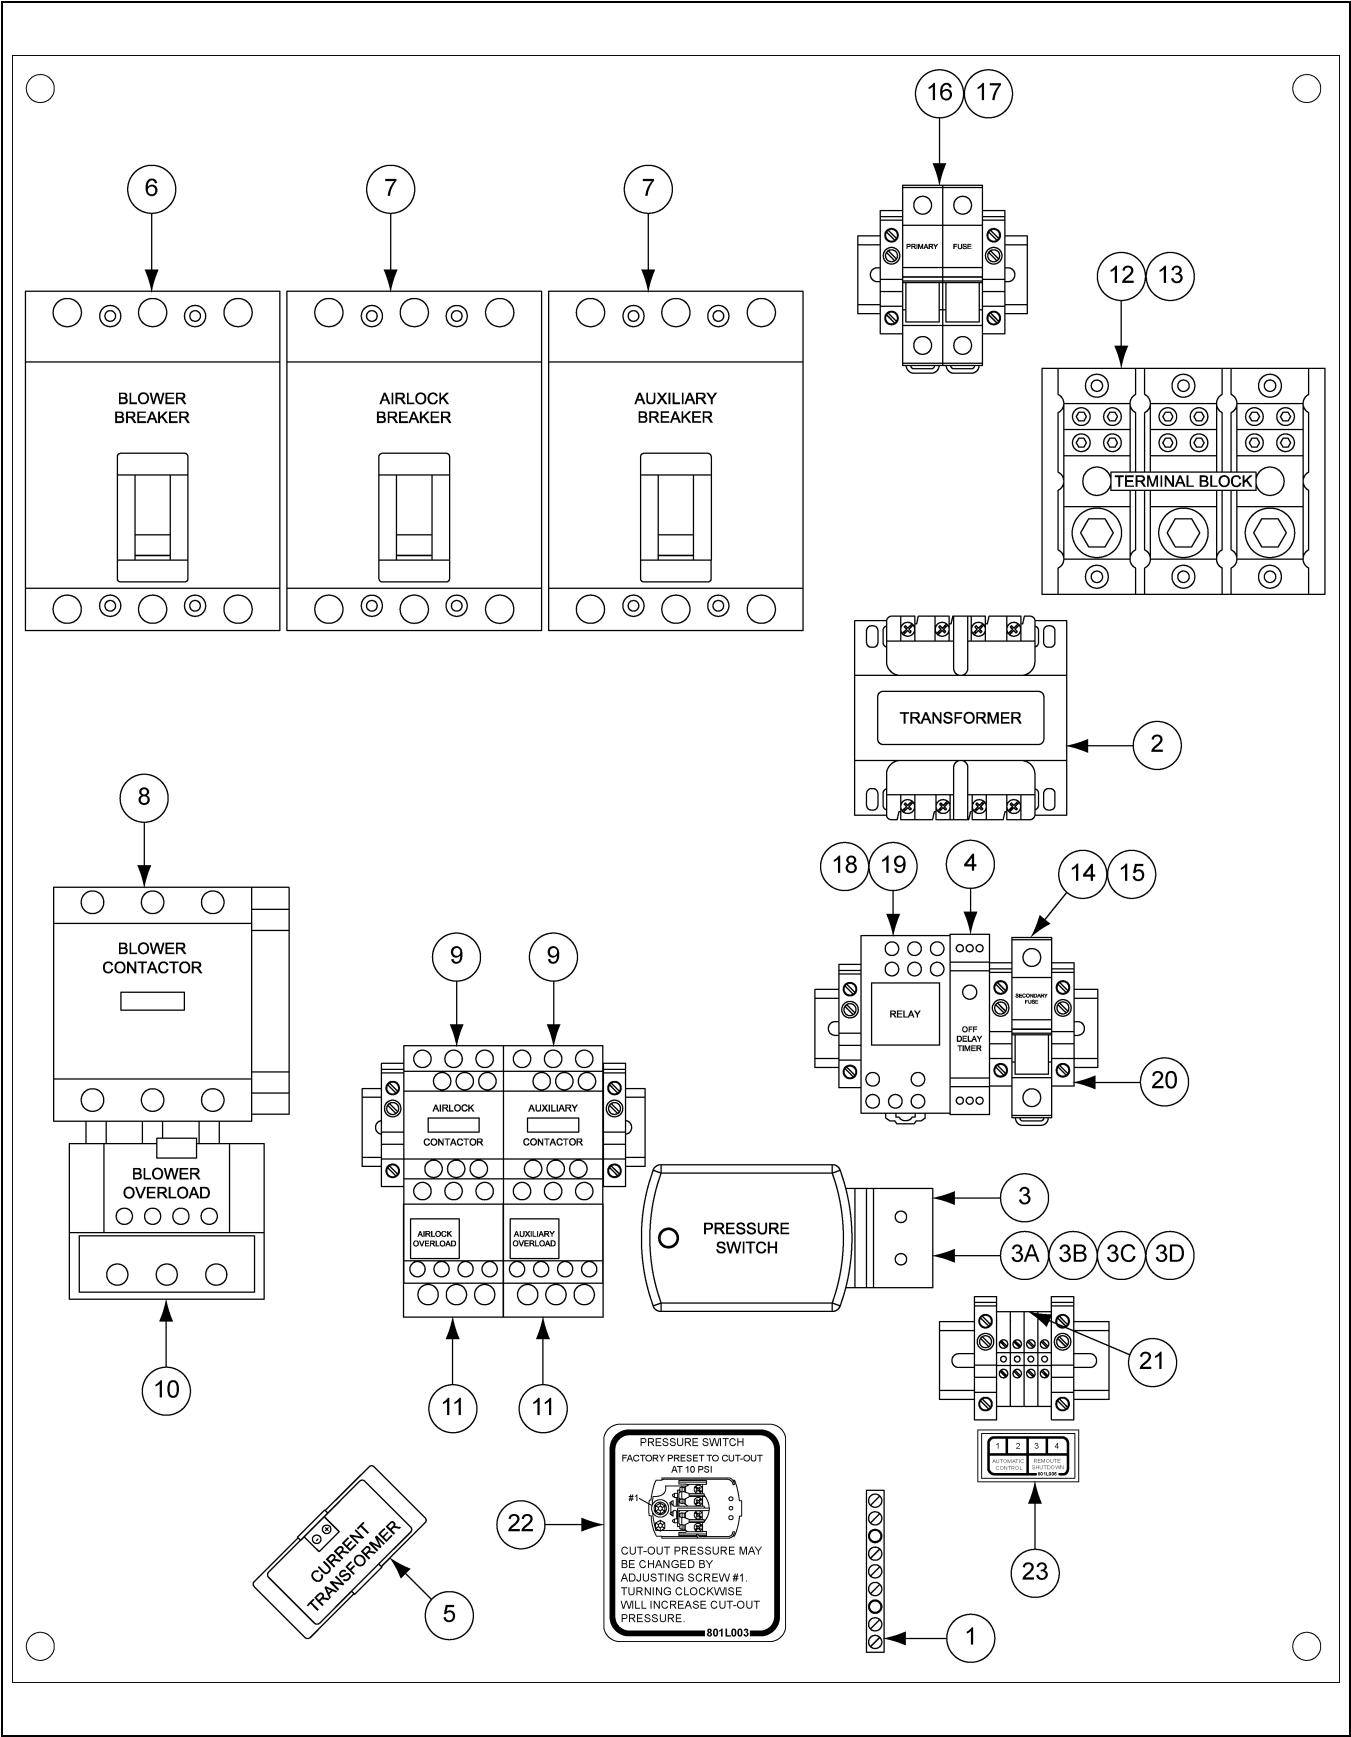 16 17
6 7 7
PRIMARY FUSE
12 13
BLOWER
BREAKER
AIRLOCK
BREAKER
AUXILIARY
BREAKER
TERMINAL BLOCK
TRANSFORMER
2
8
18 19 4 14 15
BLOWER
CONTACTOR
9 9
RELAY
SECONDARY
FUSE
OFF
DELAY
TIMER
20
AIRLOCK
CONTACTOR
AUXILIARY
CONTACTOR
BLOWER
OVERLOAD
AIRLOCK
OVERLOAD
AUXILIARY
OVERLOAD
PRESSURE
SWITCH
3
3A 3B 3C 3D
21
10
11 11
PRESSURE SWITCH
FACTORY PRESET TO CUT-OUT
AT 10 PSI
#1
CUT-OUT PRESSURE MAY
BE CHANGED BY
ADJUSTING SCREW #1.
TURNING CLOCKWISE
WILL INCREASE CUT-OUT
PRESSURE.
801L003
22
1 2 3 4
AUTOMATIC
CONTROL
REMOUTE
SHUTDOWN
801L006
23
CURRENT
TRANSFORMER
5
1